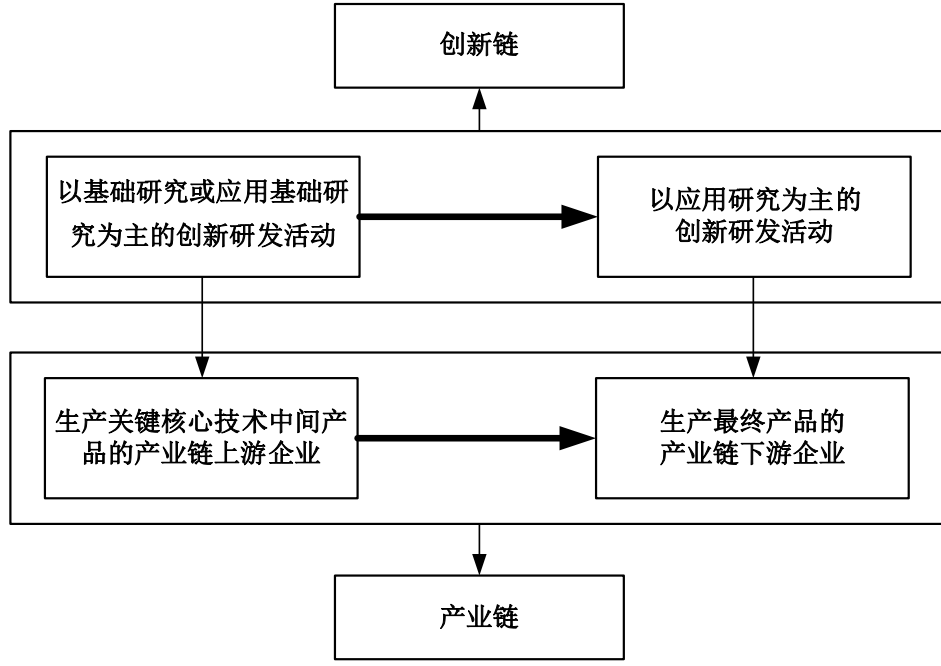 创新链
以基础研究或应用基础研
究为主的创新研发活动
以应用研究为主的
创新研发活动
生产关键核心技术中间产
品的产业链上游企业
生产最终产品的
产业链下游企业
产业链